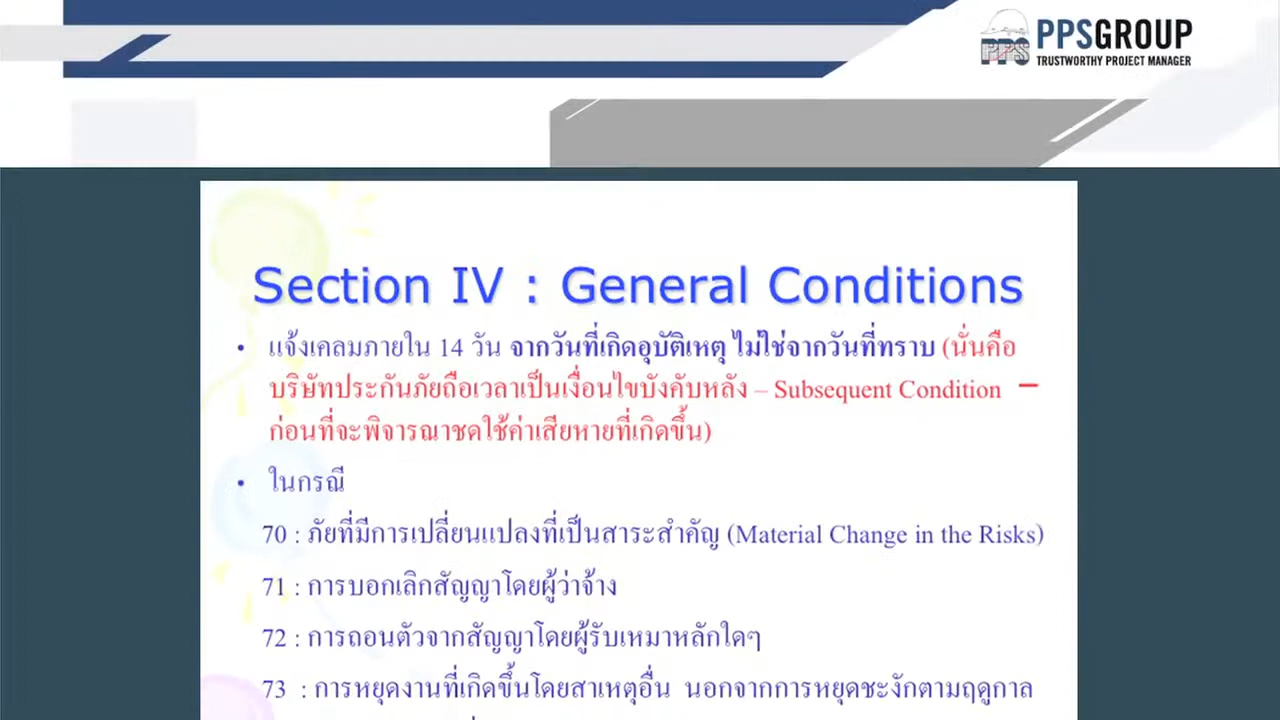 PPSGROUP
PPS
TRUSTWORTHY PROJECT MANAGER
Section IV : General Conditions
• แจ้งเคลมภายใน 14 วัน จากวันที่เกิดอุบัติเหตุ ไม่ใช่จากวันที่ทราบ (นั่นคือ
บริษัทประกันภัยถือเวลาเป็นเงื่อนไขบังคับหลัง – Subsequent Condition –
ก่อนที่จะพิจารณาชดใช้ค่าเสียหายที่เกิดขึ้น)
• ในกรณี
70 : ภัยที่มีการเปลี่ยนแปลงที่เป็นสาระสำคัญ (Material Change in the Risks)
71 : การบอกเลิกสัญญาโดยผู้ว่าจ้าง
72 : การถอนตัวจากสัญญาโดยผู้รับเหมาหลักใดๆ
73 : การหยุดงานที่เกิดขึ้นโดยสาเหตุอื่น นอกจากการหยุดชะงักตามฤดูกาล